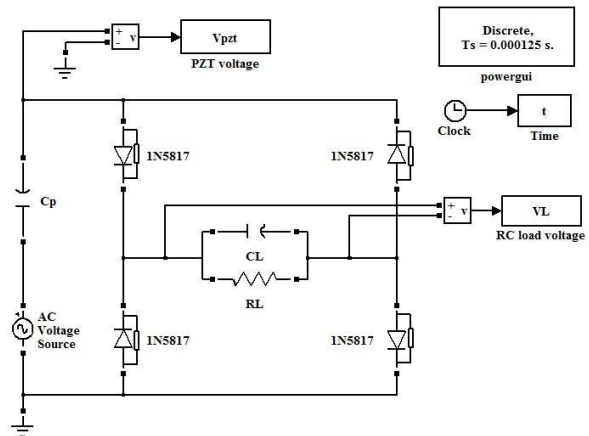 +
-
v
Vpzt
PZT voltage
Discrete,
Ts = 0.000125 s.
powergui
Clock
t
Time
1N5817
1N5817
Cp
+
-
v
VL
RC load voltage
CL
RL
AC
Voltage
Source
1N5817
1N5817